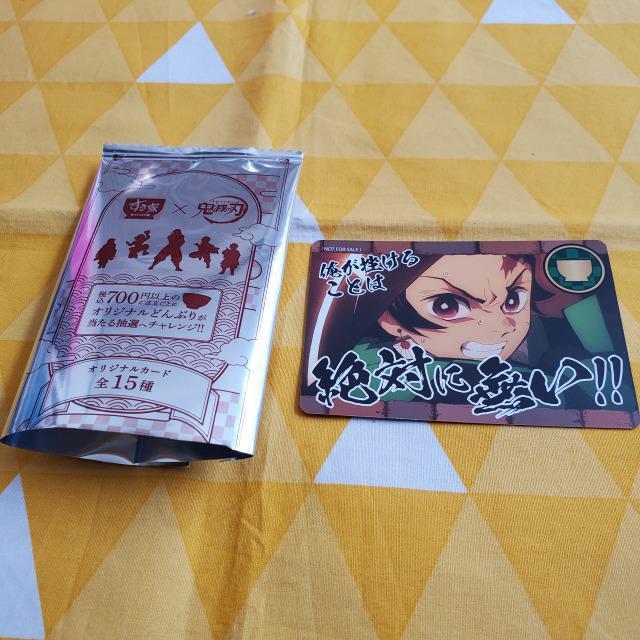 すき家
×
鬼滅の刃
税込700円以上の
ご注文ごとに
オリジナルどんぶりが
当たる抽選へチャレンジ!!
オリジナルカード
全15種
NOT FOR SALE!
俺が挫ける
ことは
絶対に無い!!